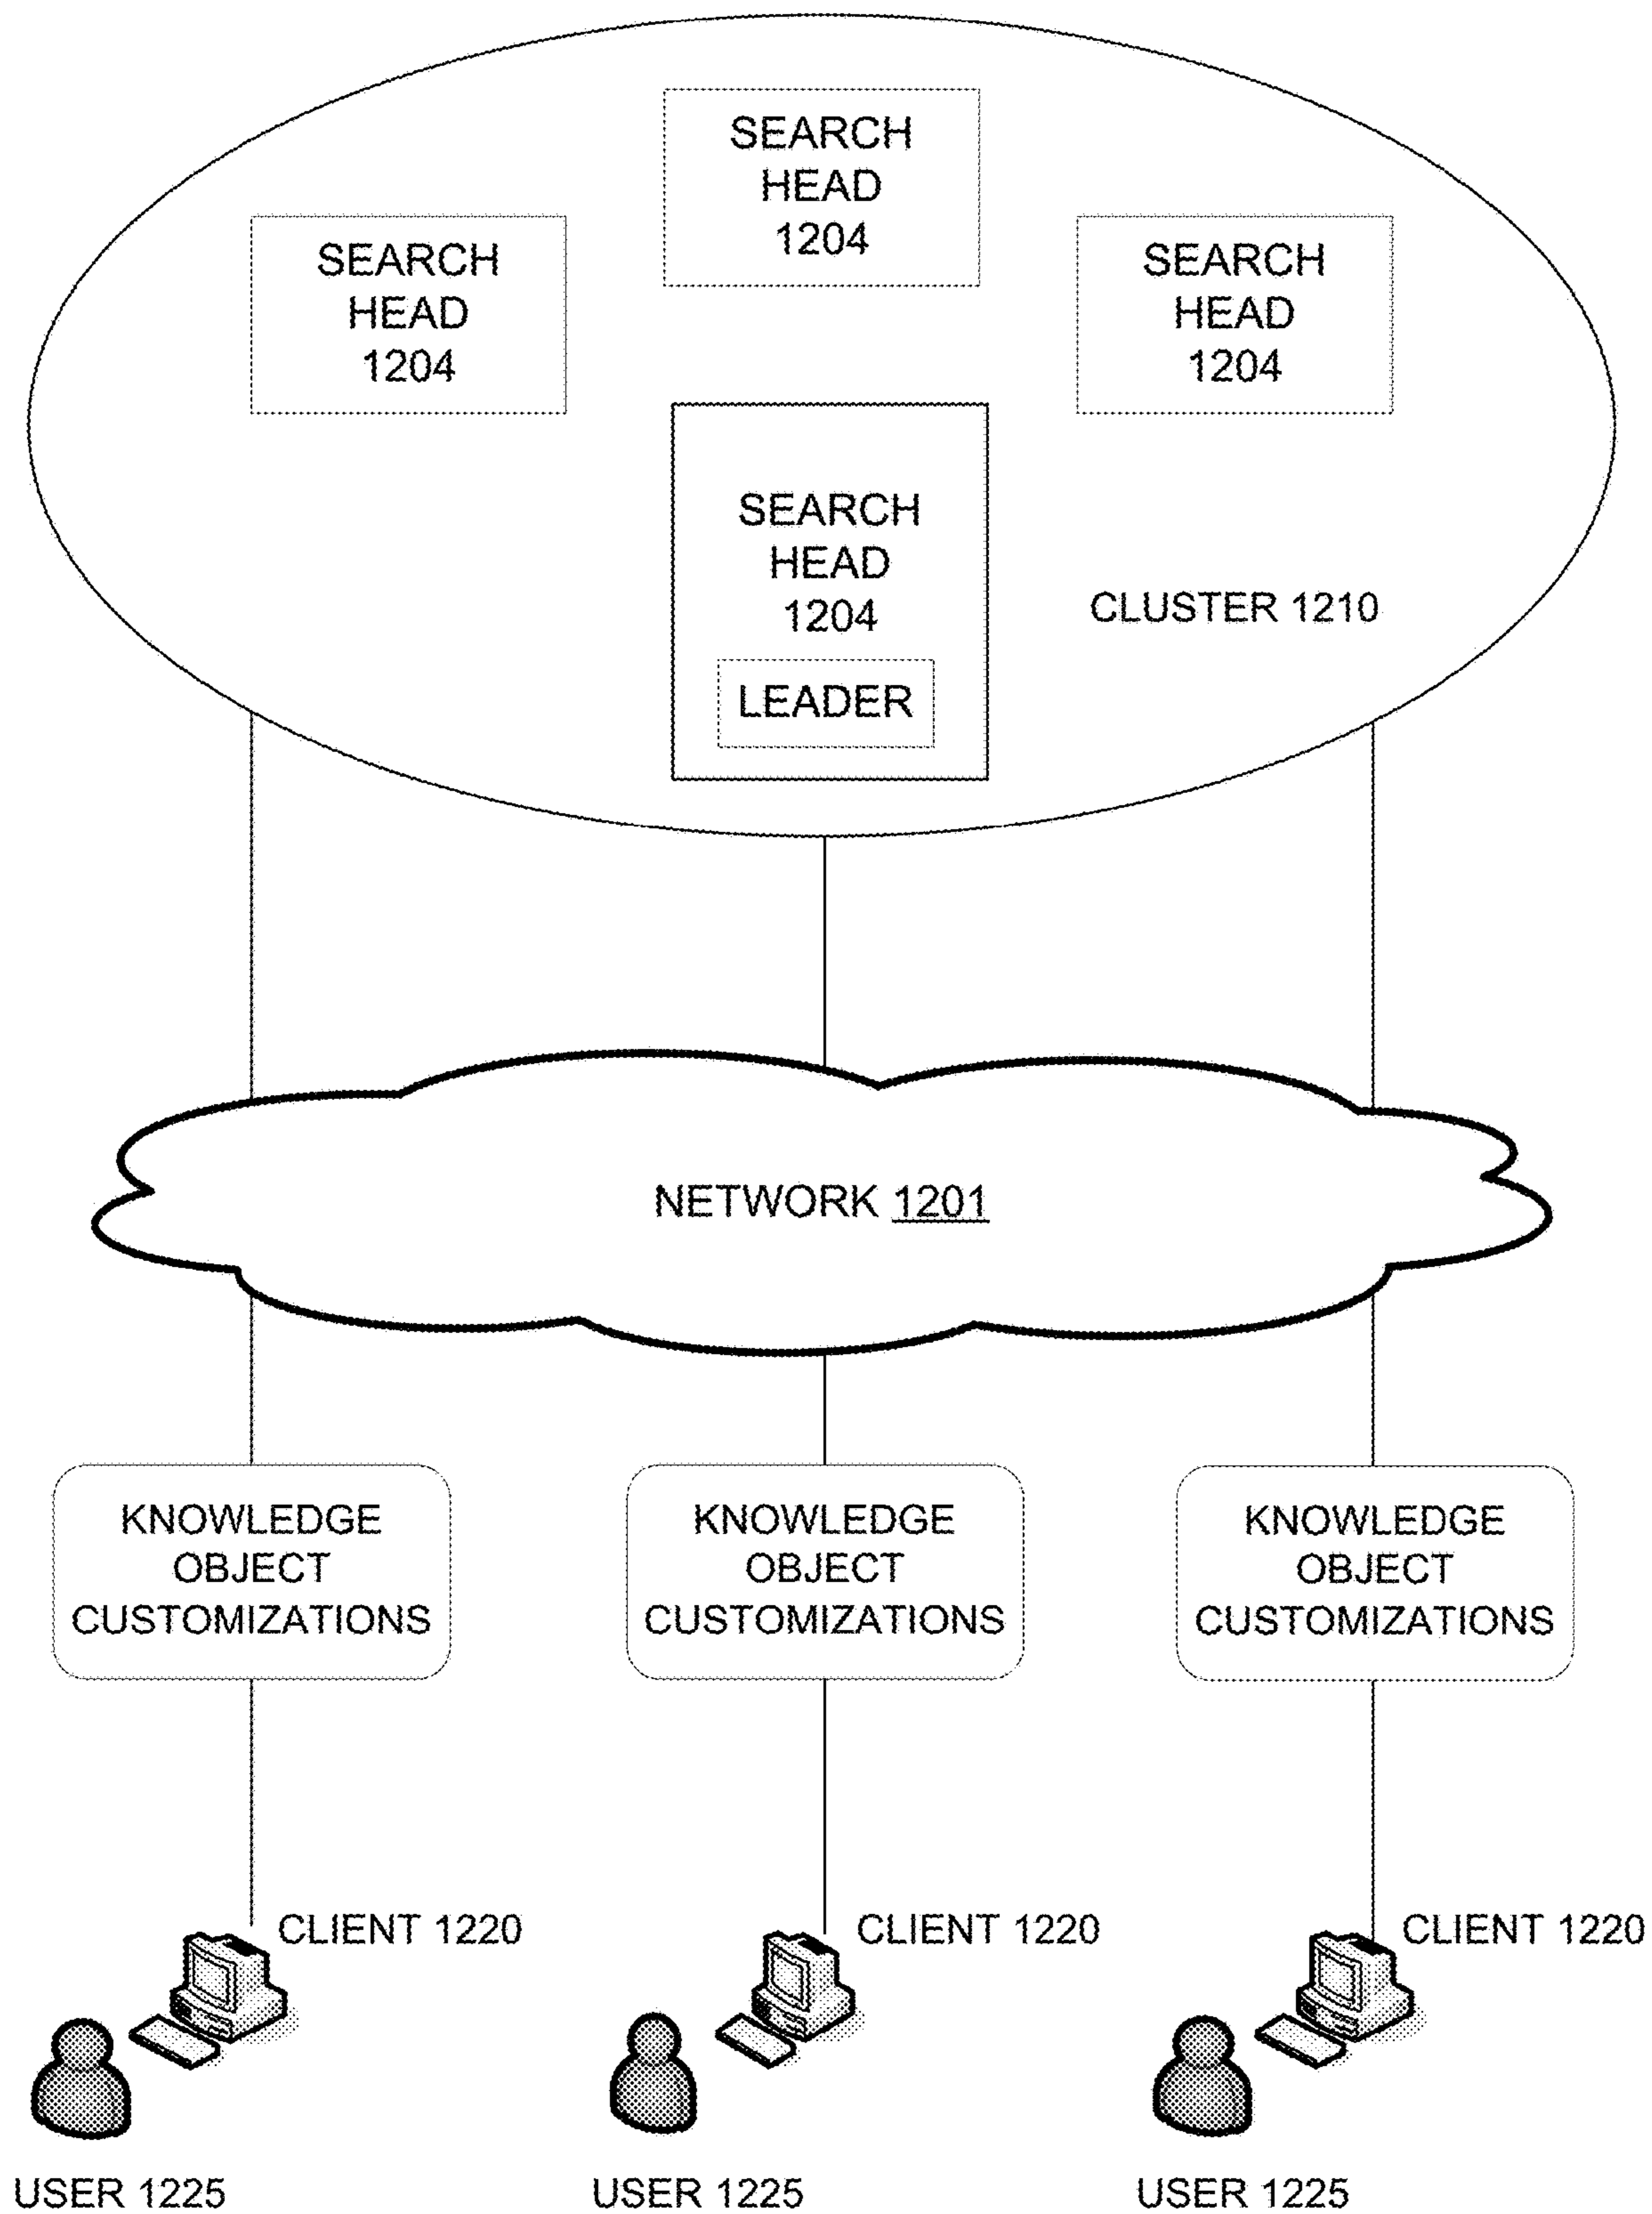 SEARCH
HEAD
1204
SEARCH
HEAD
1204
SEARCH
HEAD
1204
SEARCH
HEAD
1204
LEADER
CLUSTER 1210
NETWORK 1201
KNOWLEDGE
OBJECT
CUSTOMIZATIONS
KNOWLEDGE
OBJECT
CUSTOMIZATIONS
KNOWLEDGE
OBJECT
CUSTOMIZATIONS
CLIENT 1220
CLIENT 1220
CLIENT 1220
USER 1225
USER 1225
USER 1225